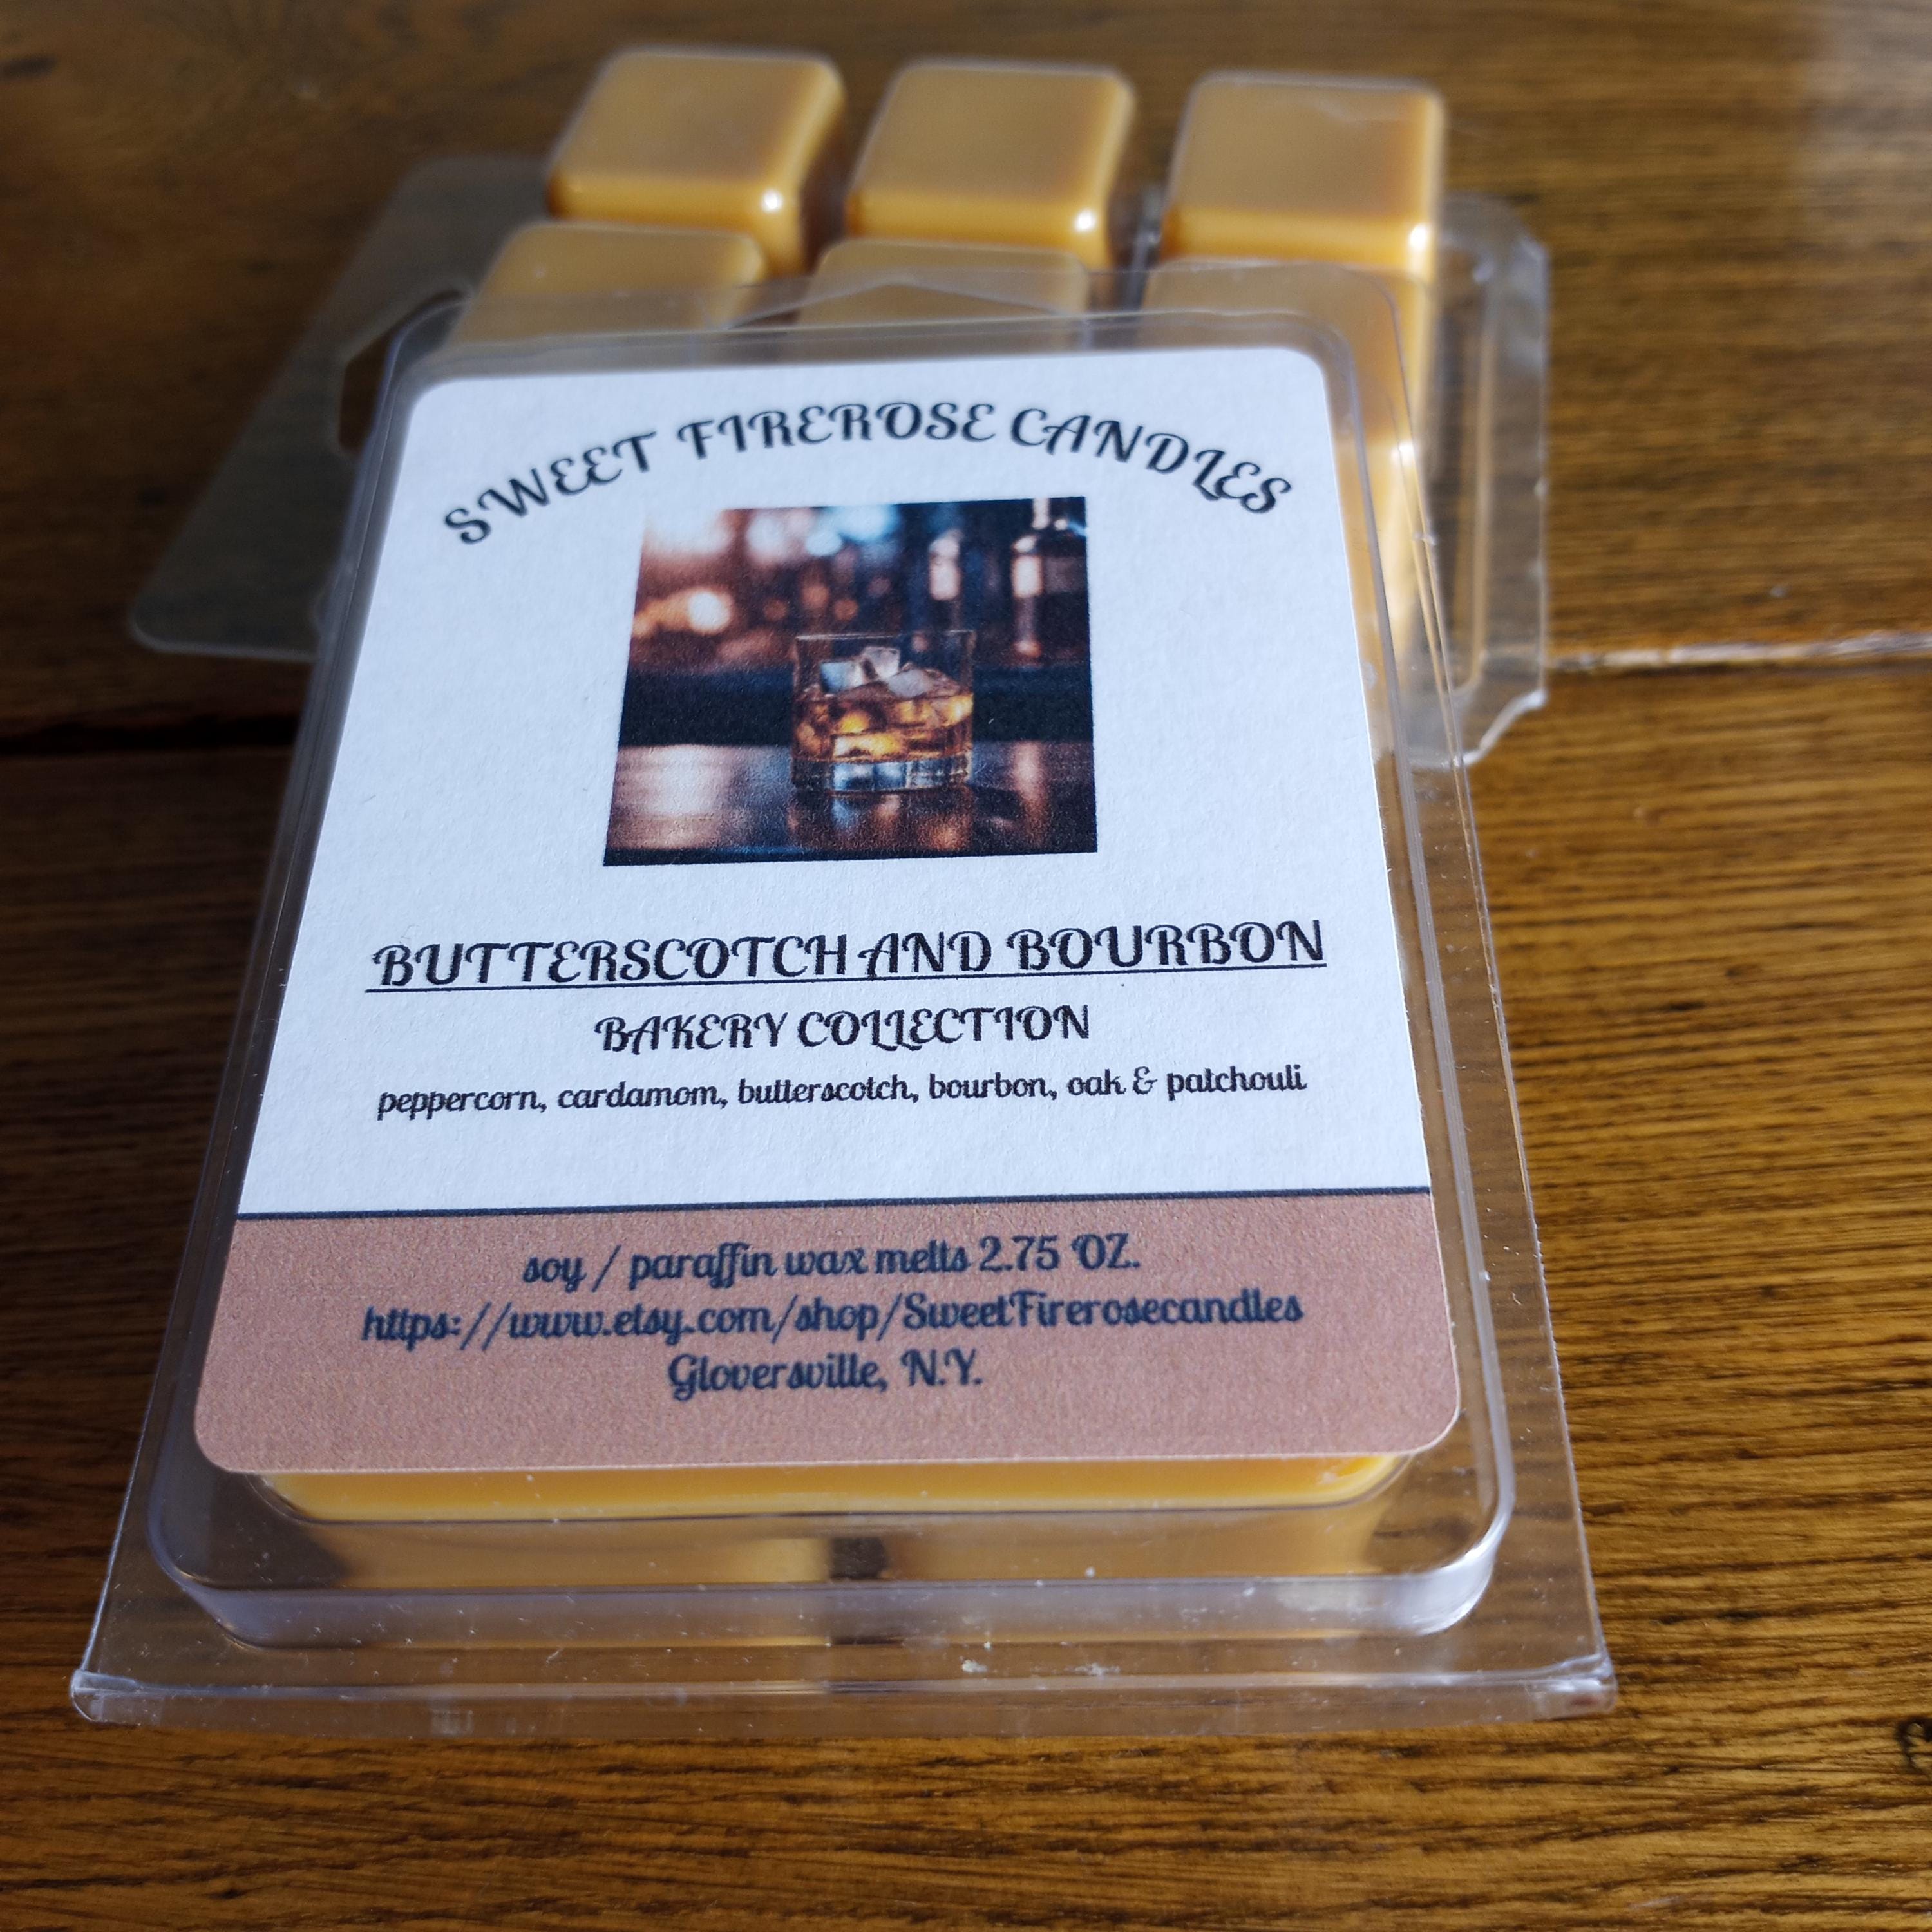 SWEET FIREROSE CANDLES
BUTTERSCOTCH AND BOURBON
BAKERY COLLECTION
peppercorn, cardamom, butterscotch, bourbon, oak & patchouli
soy / paraffin wax melts 2.75 OZ.
https://www.etsy.com/shop/SweetFirerosecandles
Gloversville, N.Y.